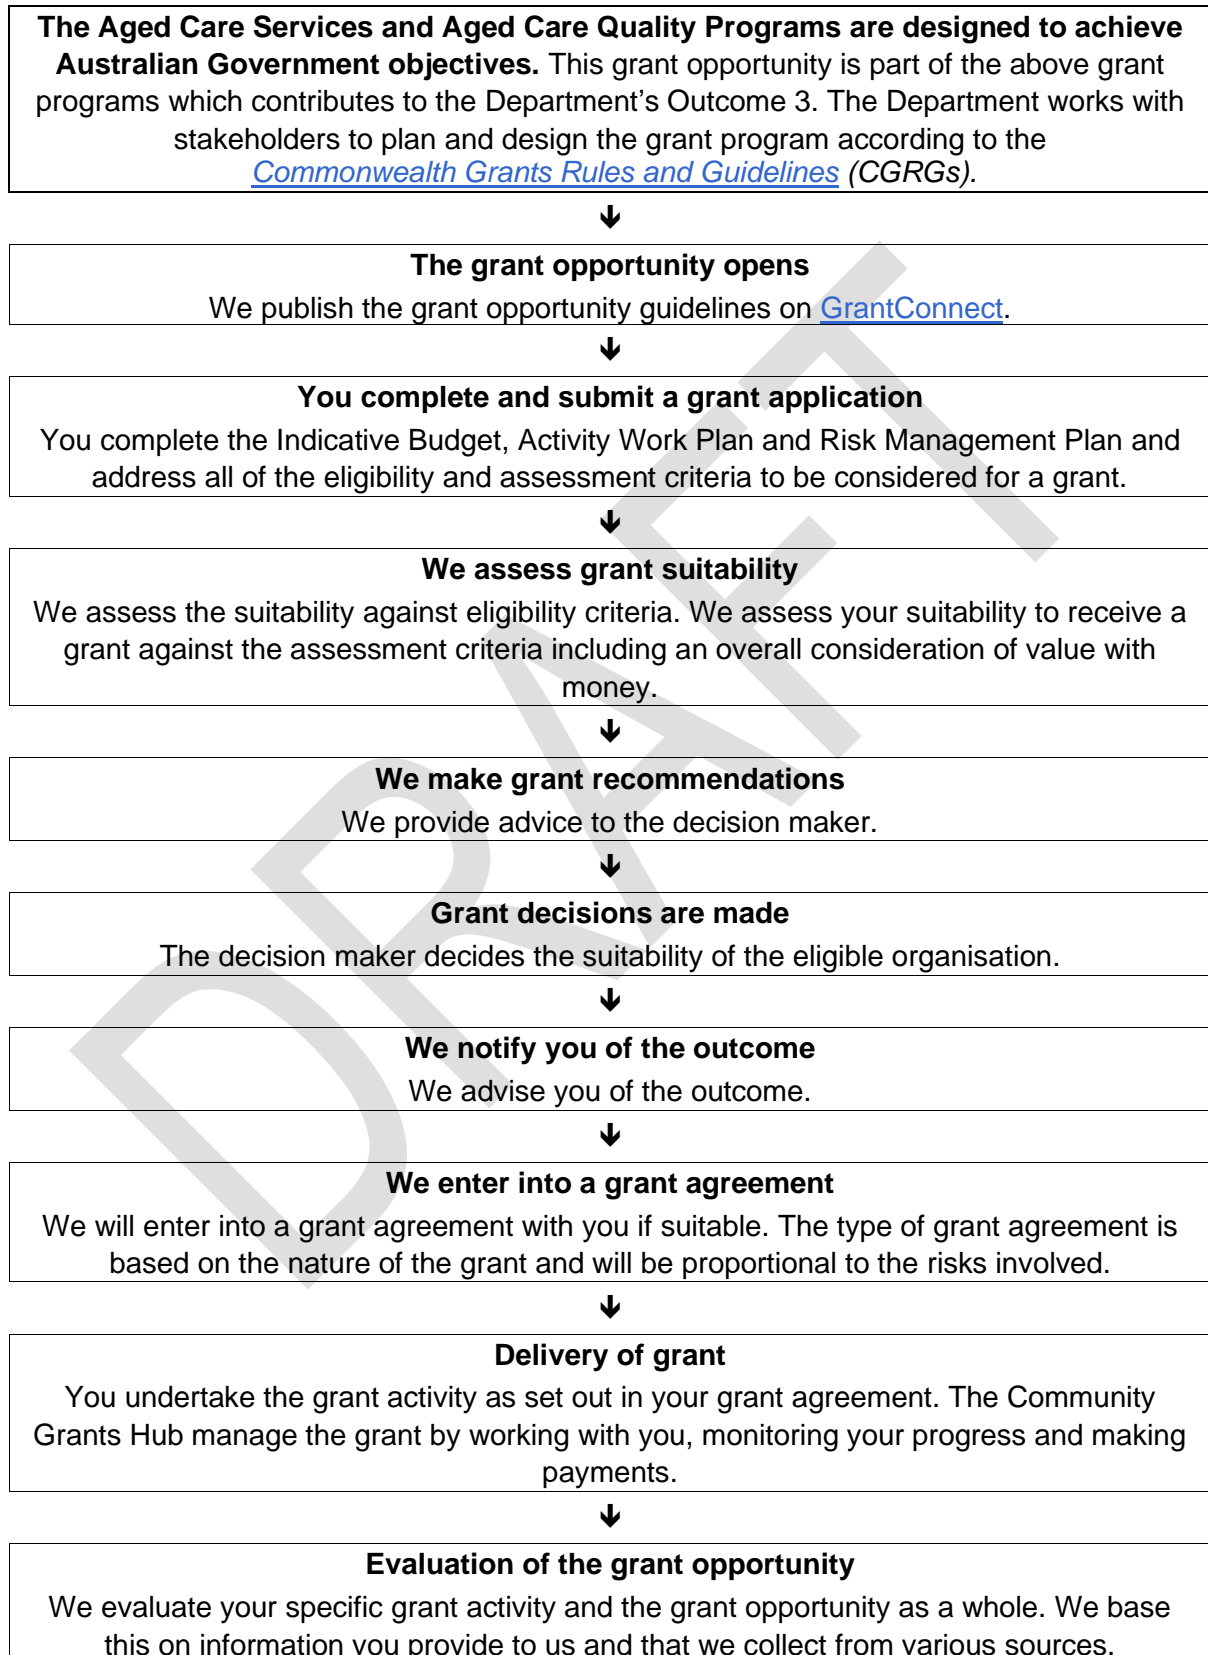 The Aged Care Services and Aged Care Quality Programs are designed to achieve
Australian Government objectives. This grant opportunity is part of the above grant
programs which contributes to the Department's Outcome 3. The Department works with
stakeholders to plan and design the grant program according to the
Commonwealth Grants Rules and Guidelines (CGRGs).
The grant opportunity opens
We publish the grant opportunity guidelines on GrantConnect.
You complete and submit a grant application
You complete the Indicative Budget, Activity Work Plan and Risk Management Plan and
address all of the eligibility and assessment criteria to be considered for a grant.
We assess grant suitability
We assess the suitability against eligibility criteria. We assess your suitability to receive a
grant against the assessment criteria including an overall consideration of value with
money.
We make grant recommendations
We provide advice to the decision maker.
Grant decisions are made
The decision maker decides the suitability of the eligible organisation.
We notify you of the outcome
We advise you of the outcome.
We enter into a grant agreement
We will enter into a grant agreement with you if suitable. The type of grant agreement is
based on the nature of the grant and will be proportional to the risks involved.
Delivery of grant
You undertake the grant activity as set out in your grant agreement. The Community
Grants Hub manage the grant by working with you, monitoring your progress and making
payments.
Evaluation of the grant opportunity
We evaluate your specific grant activity and the grant opportunity as a whole. We base
this on information you provide to us and that we collect from various sources.
DRAFT